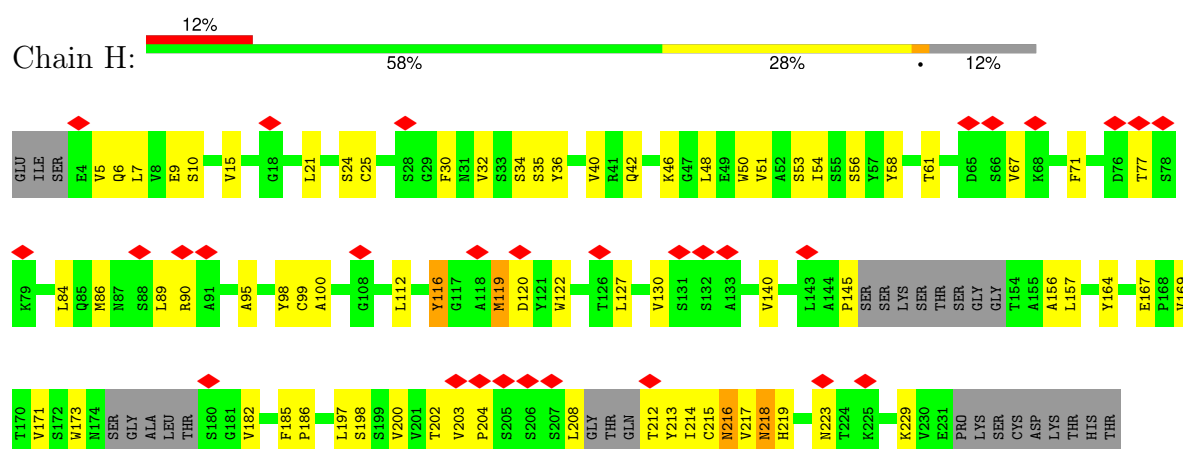 12%
Chain H:
58% 28% • 12%
GLU ILE SER E4 V5 Q6 L7 V8 E9 S10 V15 G18 L21 S24 C25 S28 G29 F30 N31 V32 S33 S34 S35 Y36 V40 R41 Q42 K46 G47 L48 E49 W50 V51 A52 S53 I54 S55 S56 Y57 Y58 T61 D65 S66 V67 K68 F71 D76 T77 S78
K79 L84 Q85 M86 N87 S88 L89 R90 A91 A95 Y98 C99 A100 G108 L112 Y116 G117 A118 M119 D120 Y121 W122 T126 L127 V130 S131 S132 A133 V140 L143 A144 P145 SER SER LYS SER THR SER GLY GLY T154 A155 A156 L157 Y164 E167 P168 V169
T170 V171 S172 W173 N174 SER GLY ALA LEU THR S180 G181 V182 F185 P186 L197 S198 S199 V200 V201 T202 V203 P204 S205 S206 S207 L208 GLY THR GLN T212 Y213 I214 C215 N216 V217 N218 H219 N223 T224 K225 K229 V230 E231 PRO LYS SER CYS ASP LYS THR HIS THR